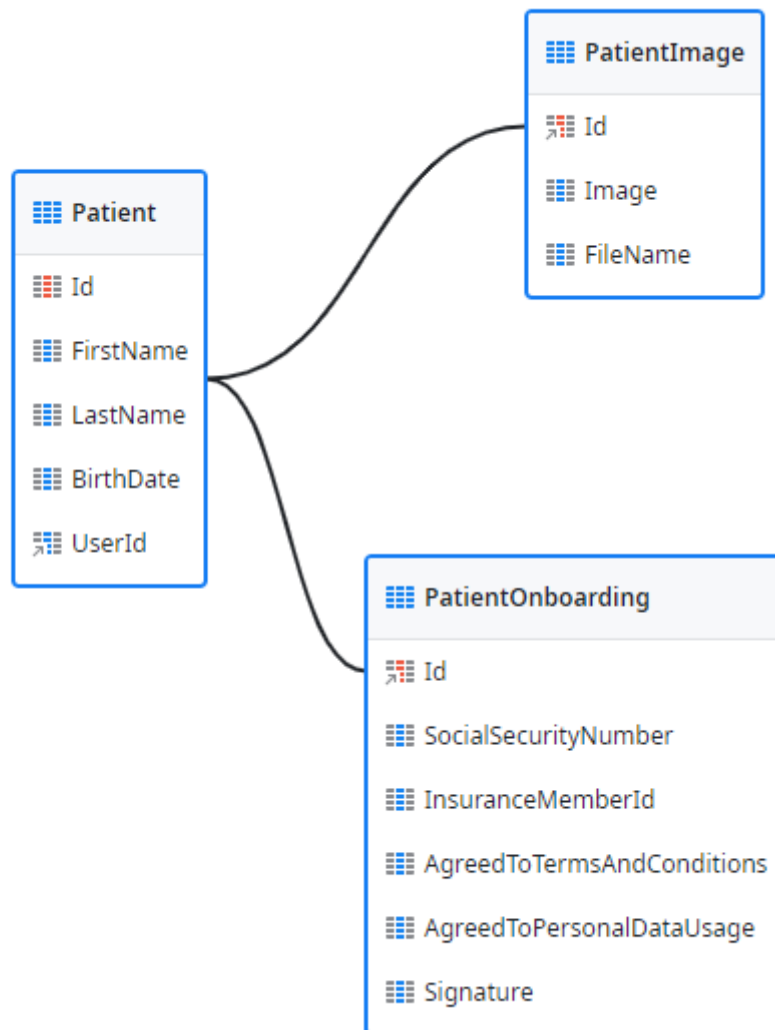 PatientImage
Id
Image
FileName
Patient
Id
FirstName
LastName
BirthDate
UserId
PatientOnboarding
Id
SocialSecurityNumber
InsuranceMemberId
AgreedToTermsAndConditions
AgreedToPersonalDataUsage
Signature